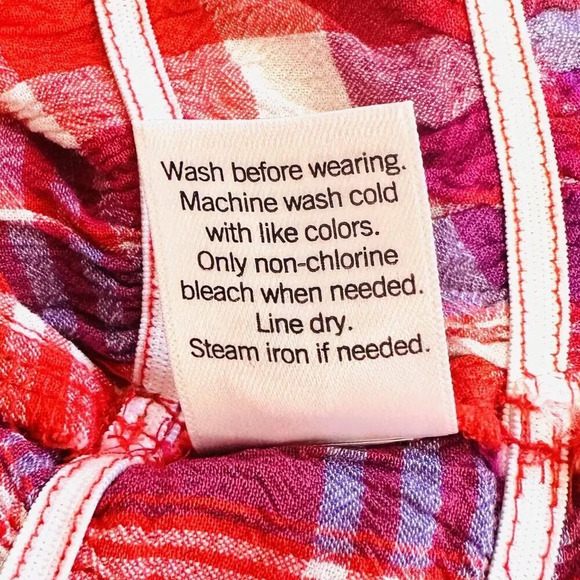 Wash before wearing.
Machine wash cold
with like colors.
Only non-chlorine
bleach when needed.
Line dry.
Steam iron if needed.